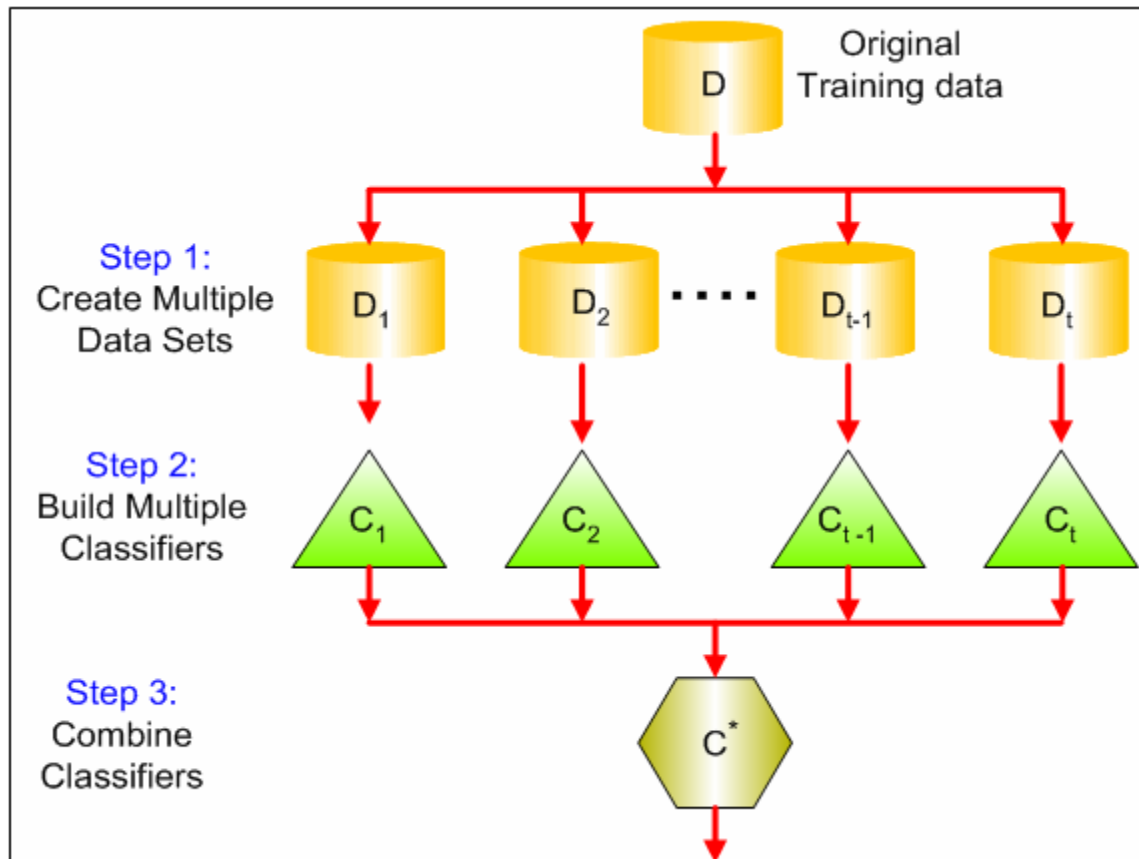 Original
Training data
D
Step 1:
Create Multiple
Data Sets
D₁
D₂
....
Dₜ₋₁
Dₜ
Step 2:
Build Multiple
Classifiers
C₁
C₂
Cₜ ₋₁
Cₜ
Step 3:
Combine
Classifiers
C*